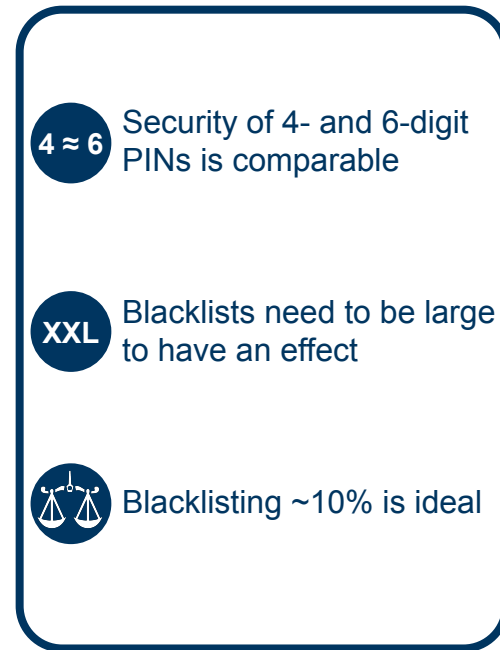 4 ≈ 6
Security of 4- and 6-digit
PINs is comparable
XXL
Blacklists need to be large
to have an effect
Blacklisting ~10% is ideal